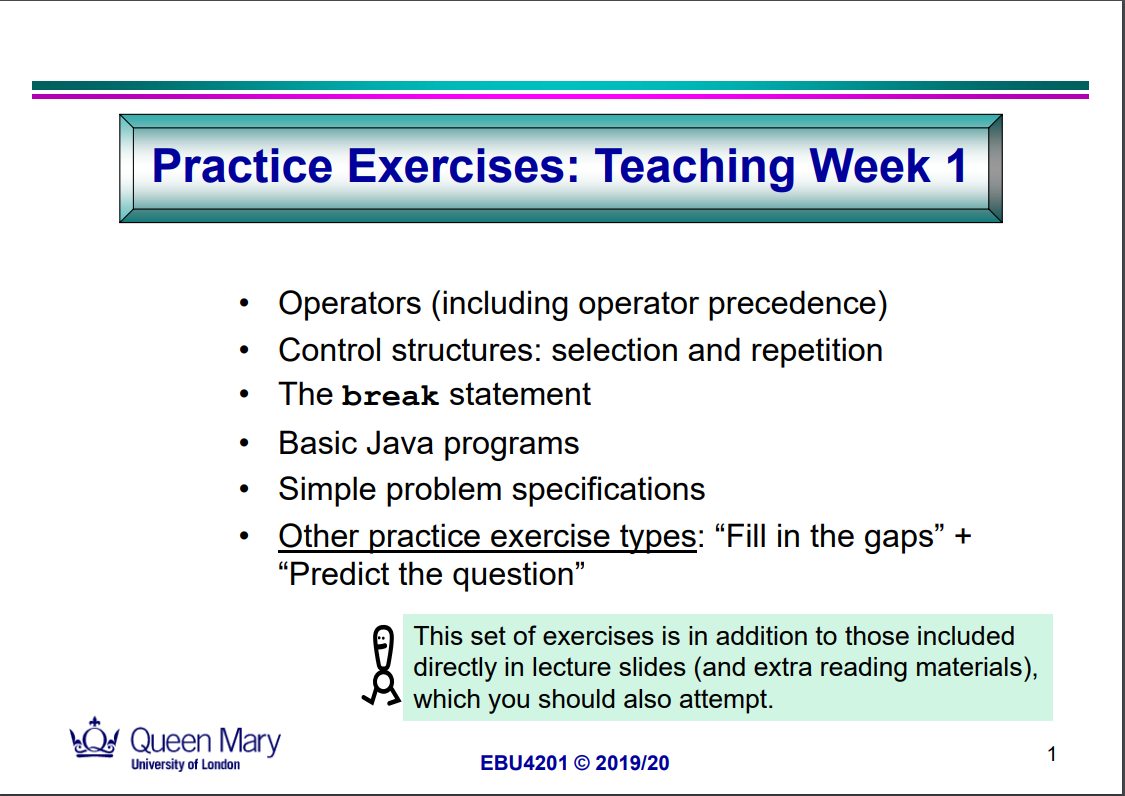 Practice Exercises: Teaching Week 1
• Operators (including operator precedence)
• Control structures: selection and repetition
• The break statement
• Basic Java programs
• Simple problem specifications
• Other practice exercise types: “Fill in the gaps” +
“Predict the question”
This set of exercises is in addition to those included
directly in lecture slides (and extra reading materials),
which you should also attempt.
Queen Mary
University of London
EBU4201 © 2019/20
1